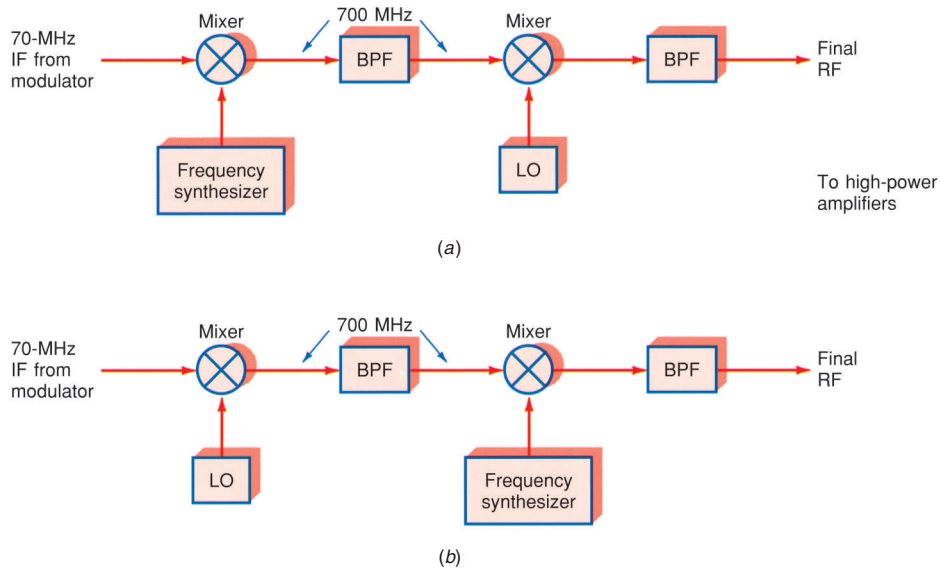 Mixer
700 MHz
Mixer
70-MHz
IF from
modulator
BPF
BPF
Final
RF
Frequency
synthesizer
LO
To high-power
amplifiers
(a)
Mixer
700 MHz
Mixer
70-MHz
IF from
modulator
BPF
BPF
Final
RF
LO
Frequency
synthesizer
(b)